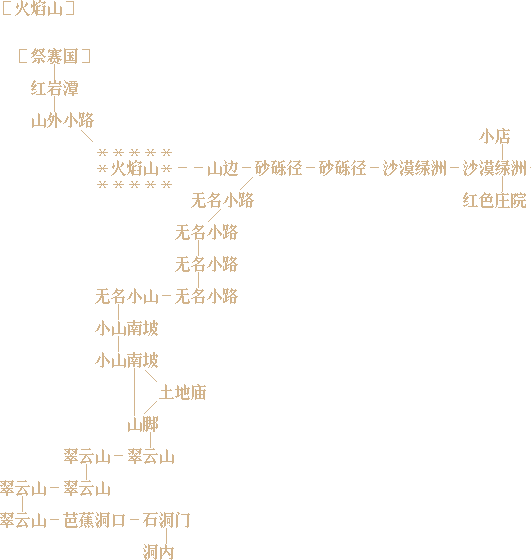 ［火焰山］
［祭赛国］
红岩潭
山外小路
小店
＊＊＊＊＊
＊火焰山＊－－山边－砂砾径－砂砾径－沙漠绿洲－沙漠绿洲－
＊＊＊＊＊
无名小路 红色庄院
无名小路
无名小路
无名小山－无名小路
小山南坡
小山南坡
土地庙
山脚
翠云山－翠云山
翠云山－翠云山
翠云山－芭蕉洞口－石洞门
洞内